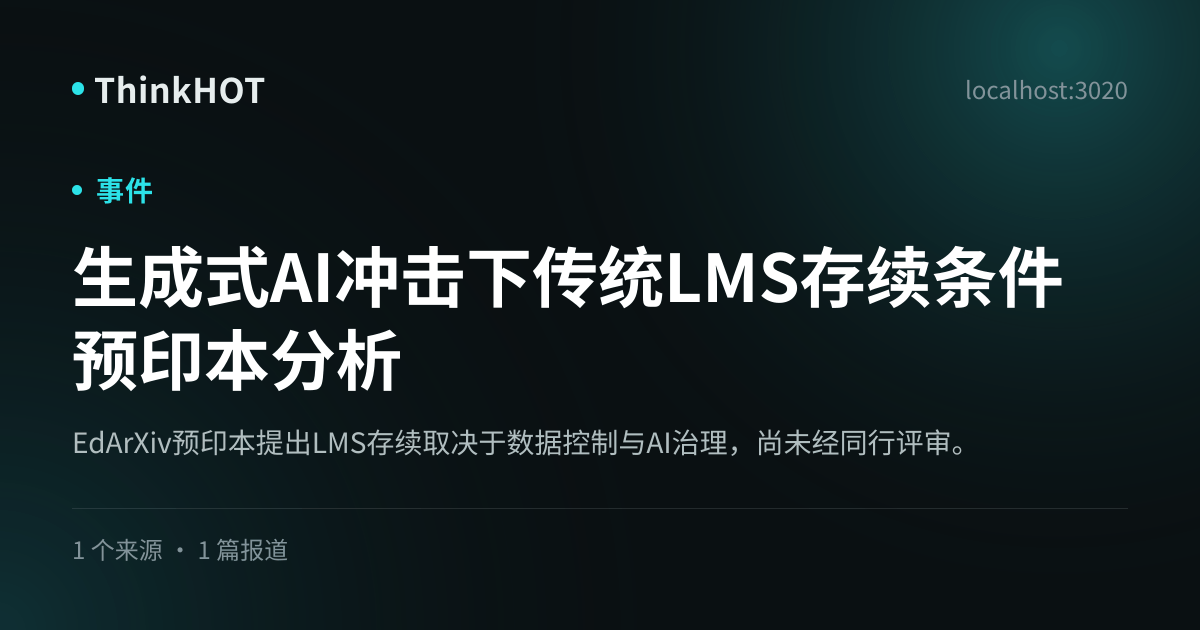 ThinkHOT
localhost:3020
事件
生成式AI冲击下传统LMS存续条件
预印本分析
EdArXiv预印本提出LMS存续取决于数据控制与AI治理，尚未经同行评审。
1 个来源 · 1 篇报道